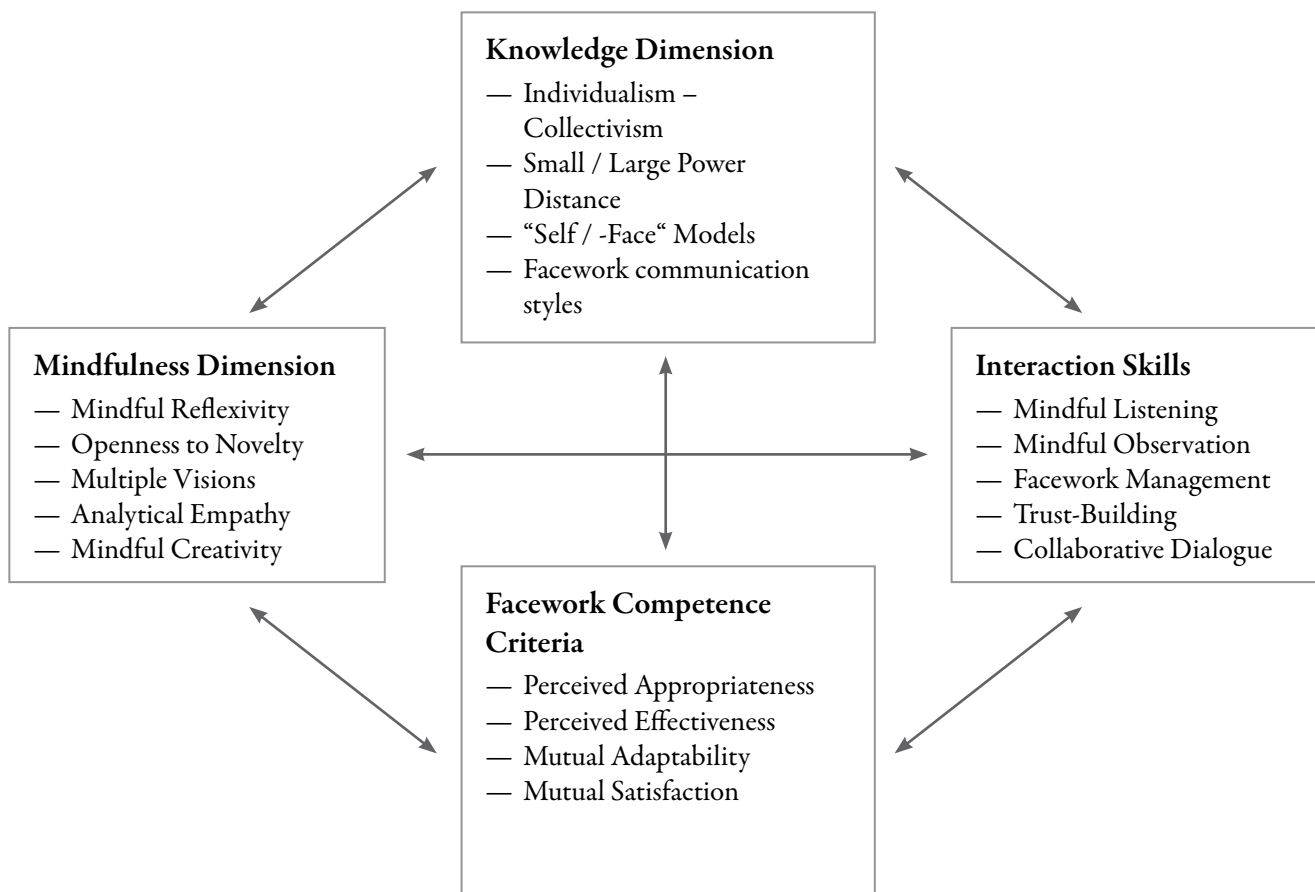 Knowledge Dimension
— Individualism –
Collectivism
— Small / Large Power
Distance
— “Self / -Face“ Models
— Facework communication
styles
Mindfulness Dimension
— Mindful Reflexivity
— Openness to Novelty
— Multiple Visions
— Analytical Empathy
— Mindful Creativity
Interaction Skills
— Mindful Listening
— Mindful Observation
— Facework Management
— Trust-Building
— Collaborative Dialogue
Facework Competence
Criteria
— Perceived Appropriateness
— Perceived Effectiveness
— Mutual Adaptability
— Mutual Satisfaction